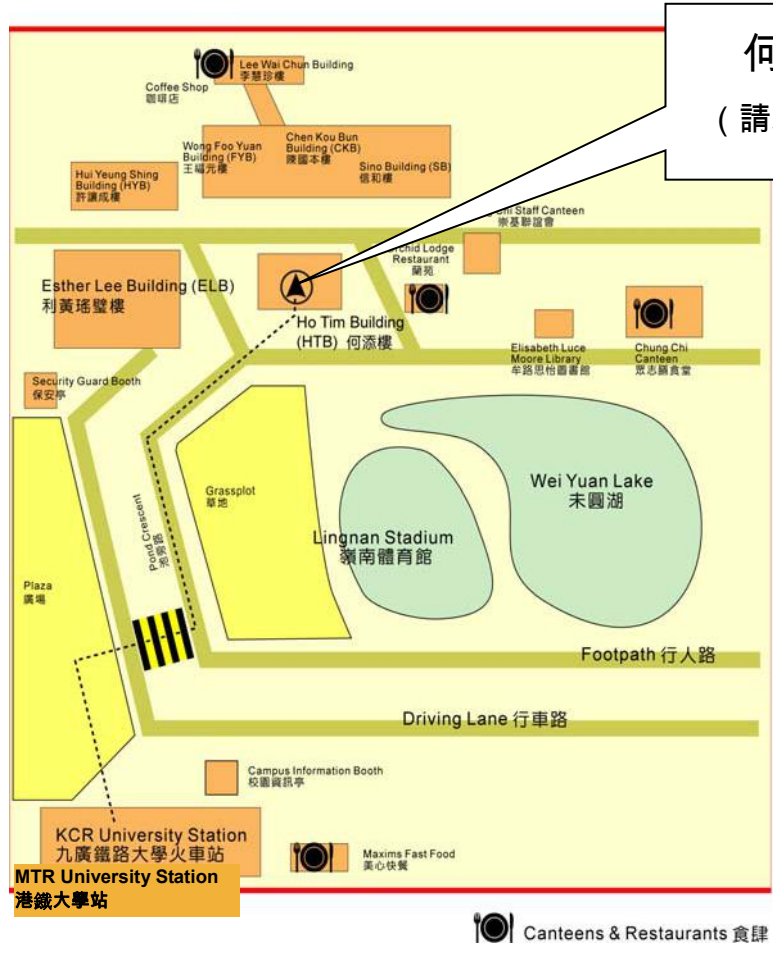 何
(請
Lee Wai Chun Building
李慧珍樓
Coffee Shop
咖啡店
Wong Foo Yuan
Building (FYB)
王福元樓
Chen Kou Bun
Building (CKB)
陳國本樓
Sino Building (SB)
信和樓
Hui Yeung Shing
Building (HYB)
許讓成樓
Staff Canteen
崇基聯誼會
Lodge
Restaurant
蘭苑
Esther Lee Building (ELB)
利黃瑤璧樓
Ho Tim Building
(HTB) 何添樓
Elisabeth Luce
Moore Library
牟路思怡圖書館
Chung Chi
Canteen
眾志膳食堂
Security Guard Booth
保安亭
Grassplot
草地
Wei Yuan Lake
未圓湖
Pond Crescent
池旁路
Lingnan Stadium
嶺南體育館
Plaza
廣場
Footpath 行人路
Driving Lane 行車路
Campus Information Booth
校園資訊亭
KCR University Station
九廣鐵路大學火車站
MTR University Station
港鐵大學站
Maxims Fast Food
美心快餐
Canteens & Restaurants 食肆